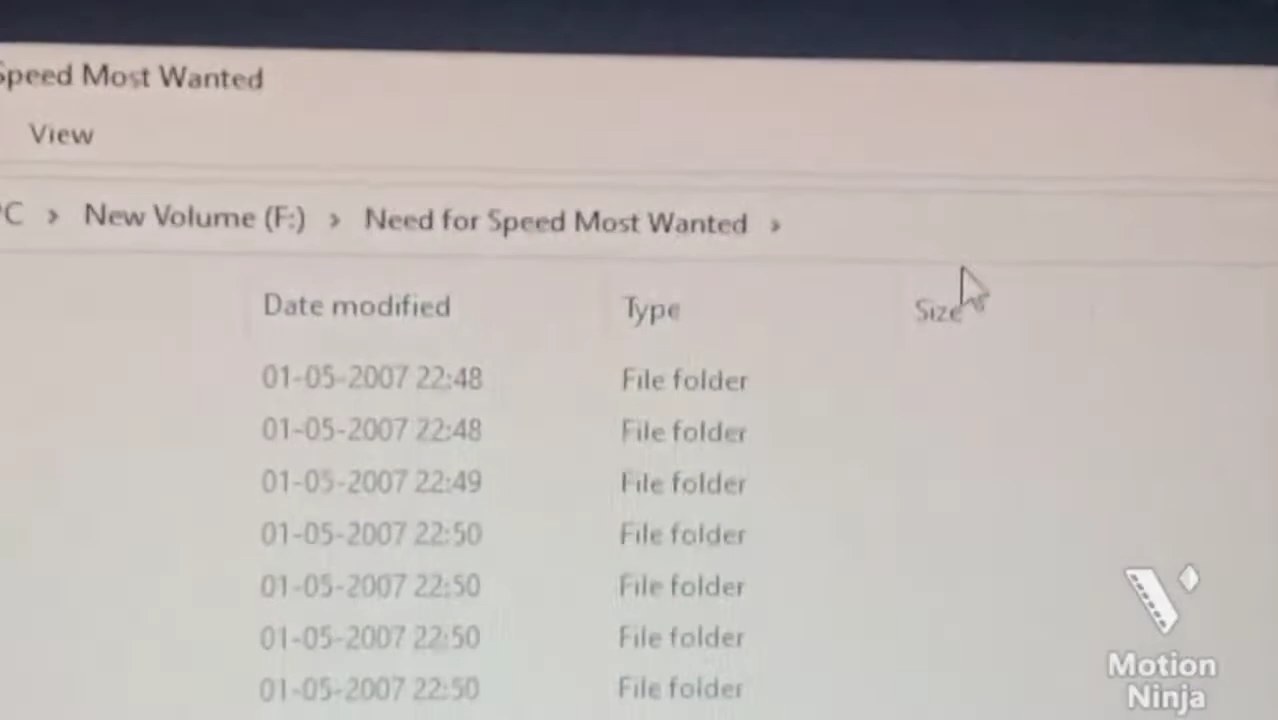 Speed Most Wanted
View
PC > New Volume (F:) > Need for Speed Most Wanted >
Date modified Type Size
01-05-2007 22:48 File folder
01-05-2007 22:48 File folder
01-05-2007 22:49 File folder
01-05-2007 22:50 File folder
01-05-2007 22:50 File folder
01-05-2007 22:50 File folder
01-05-2007 22:50 File folder
Motion
Ninja